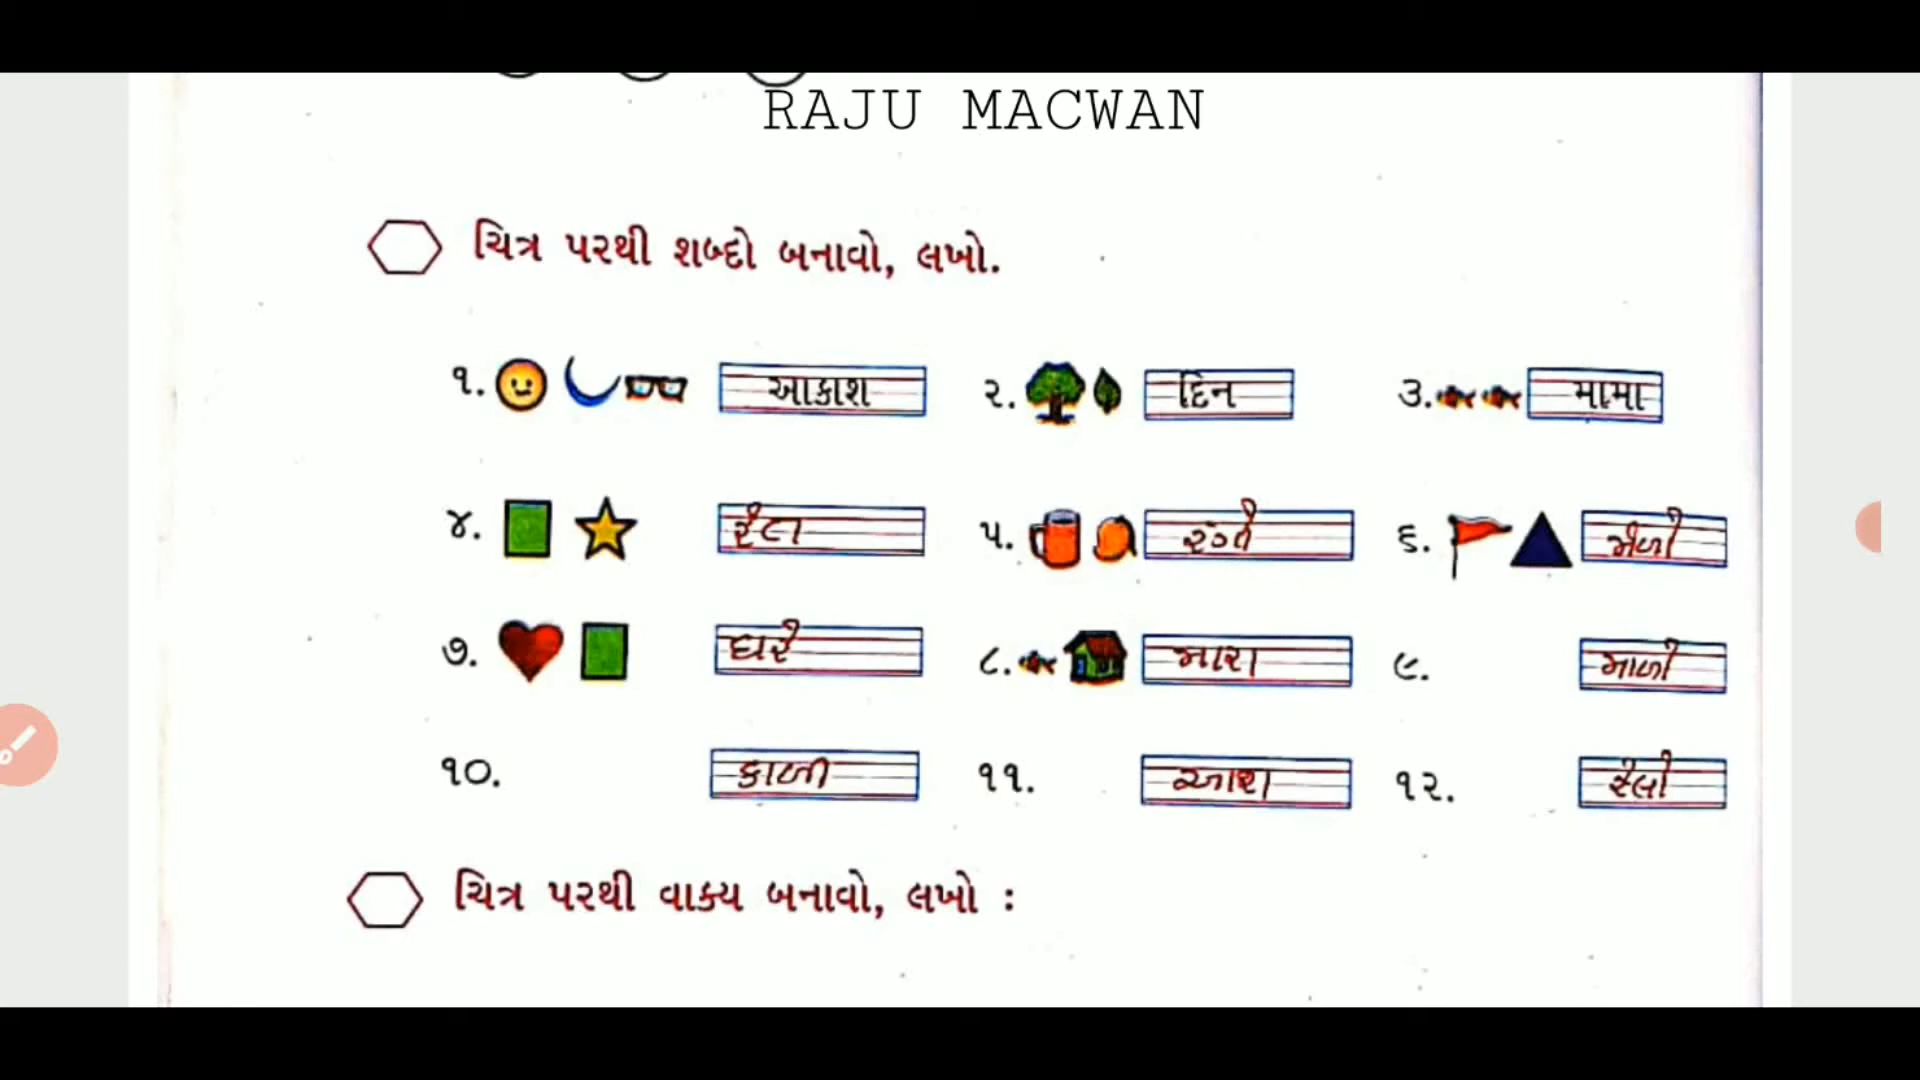 RAJU MACWAN
ચિત્ર પરથી શબ્દો બનાવો, લખો.
૧. આકાશ ૨. દિન ૩. મામા
૪. ૫. ૬. મેળો
૭. ૮. મારા ૯. માળો
૧૦. કાળા ૧૧. આશા ૧૨. રેલો
ચિત્ર પરથી વાક્ય બનાવો, લખો :